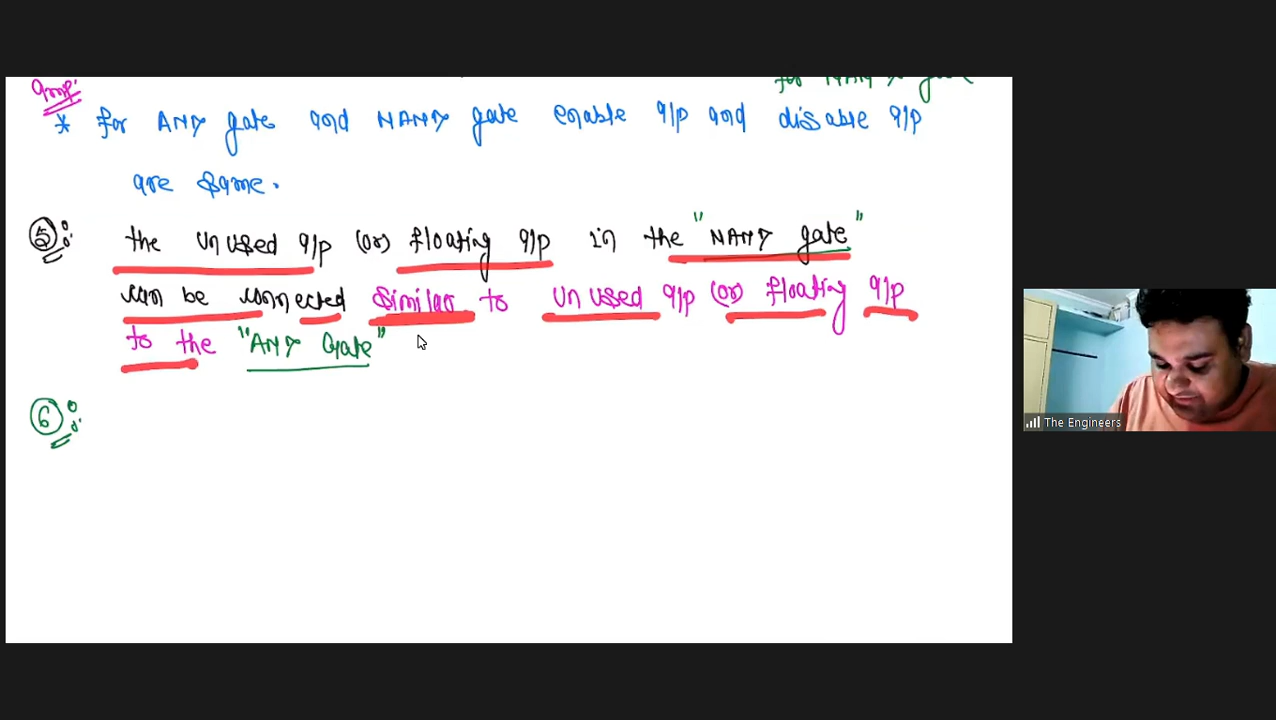 Imp:
* for AND gate and NAND gate enable I/p and disable I/p
are same.
⑤: the unused I/p (or) floating I/p in the "NAND gate"
can be connected similar to unused I/p (or) floating I/p
to the "AND Gate"
⑥:
The Engineers